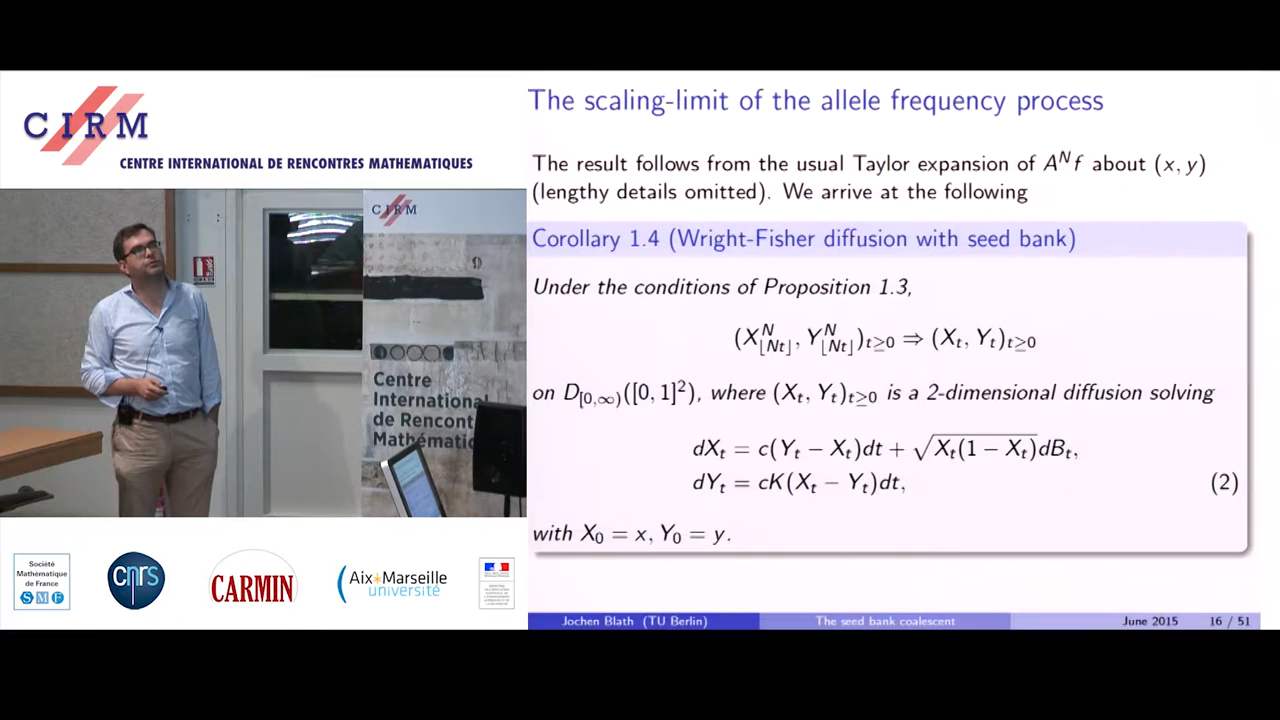 CIRM
CENTRE INTERNATIONAL DE RENCONTRES MATHEMATIQUES
CIRM
Centre
International
de Rencont
Mathématic
Société
Mathématique
de France
S M F
cnrs
CARMIN
Aix*Marseille
université
The scaling-limit of the allele frequency process
The result follows from the usual Taylor expansion of A^N f about (x, y)
(lengthy details omitted). We arrive at the following
Corollary 1.4 (Wright-Fisher diffusion with seed bank)
Under the conditions of Proposition 1.3,
(X^N_{⌊Nt⌋}, Y^N_{⌊Nt⌋})_{t≥0} ⇒ (X_t, Y_t)_{t≥0}
on D_{[0,∞)}([0, 1]^2), where (X_t, Y_t)_{t≥0} is a 2-dimensional diffusion solving
dX_t = c(Y_t − X_t)dt + √X_t(1 − X_t)dB_t,
dY_t = cK(X_t − Y_t)dt, (2)
with X_0 = x, Y_0 = y.
Jochen Blath (TU Berlin) The seed bank coalescent June 2015 16 / 51